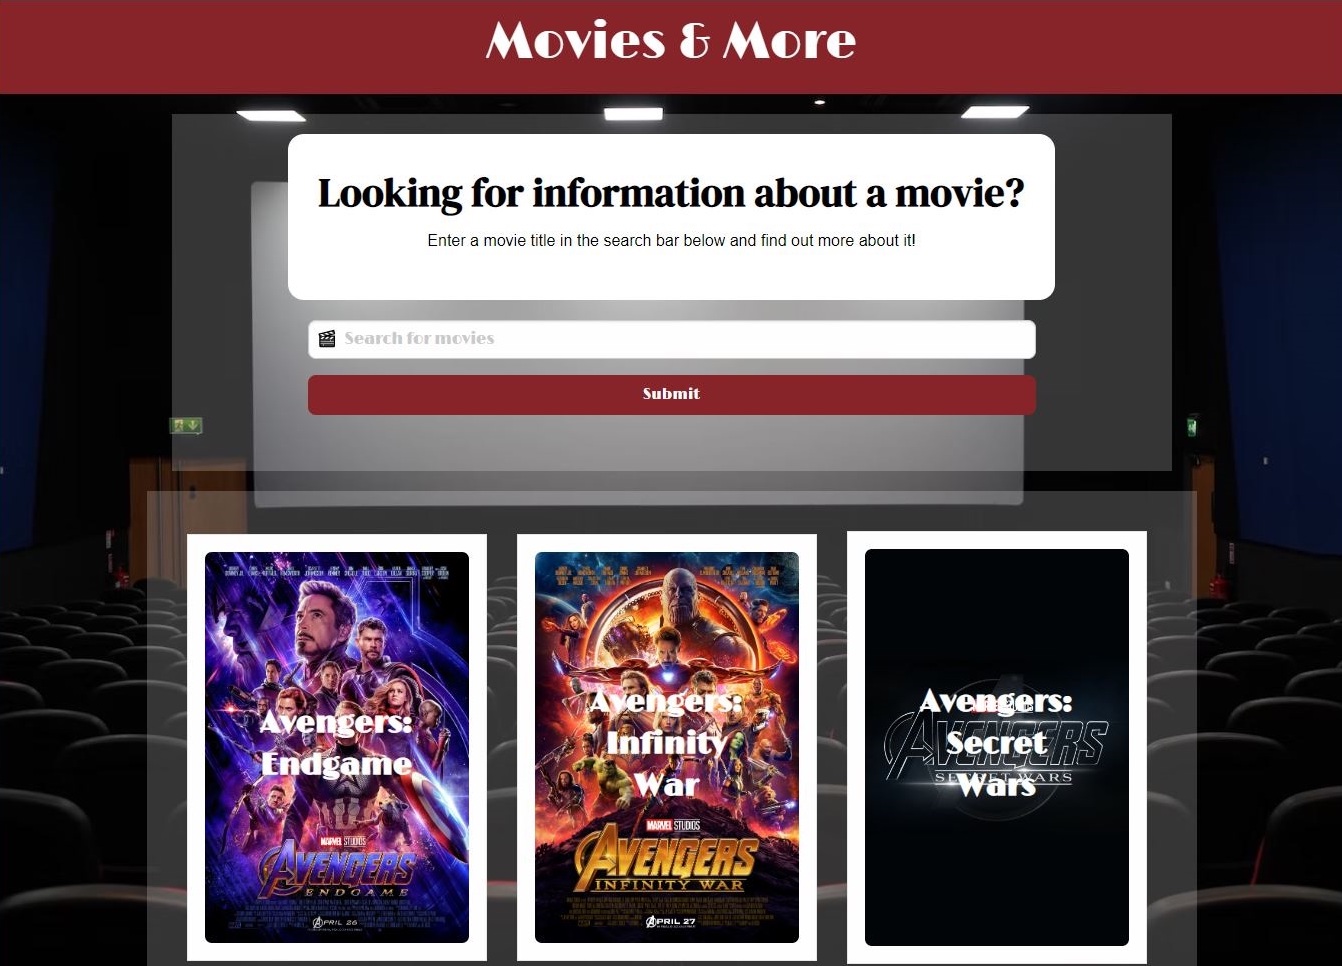 Movies & More
Looking for information about a movie?
Enter a movie title in the search bar below and find out more about it!
Search for movies
Submit
Avengers:
Endgame
MARVEL STUDIOS
AVENGERS
ENDGAME
APRIL 26
Avengers:
Infinity
War
MARVEL STUDIOS
AVENGERS
INFINITY WAR
APRIL 27
Avengers:
Secret
Wars
AVENGERS
SECRET WARS